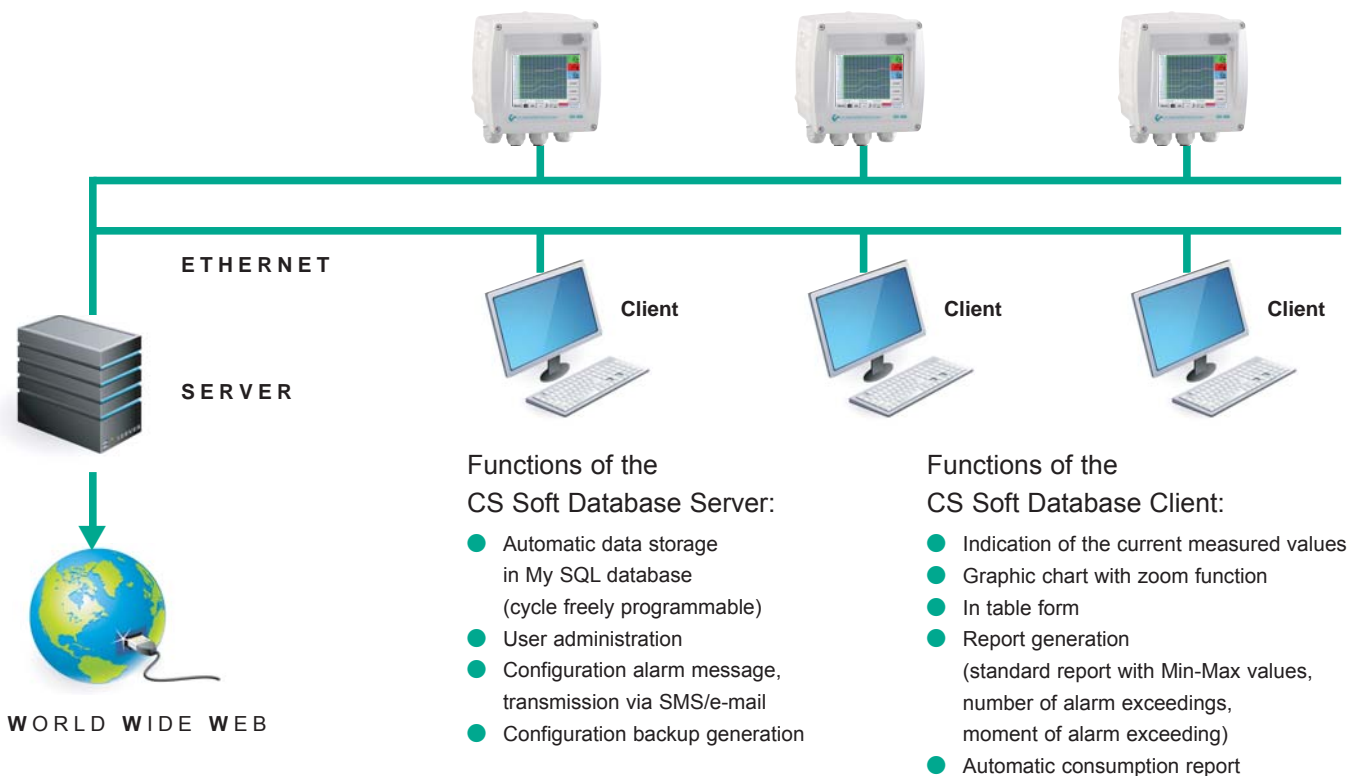 ETHERNET
Client
Client
Client
SERVER
WORLD WIDE WEB
Functions of the
CS Soft Database Server:
Automatic data storage
in My SQL database
(cycle freely programmable)
User administration
Configuration alarm message,
transmission via SMS/e-mail
Configuration backup generation
Functions of the
CS Soft Database Client:
Indication of the current measured values
Graphic chart with zoom function
In table form
Report generation
(standard report with Min-Max values,
number of alarm exceedings,
moment of alarm exceeding)
Automatic consumption report